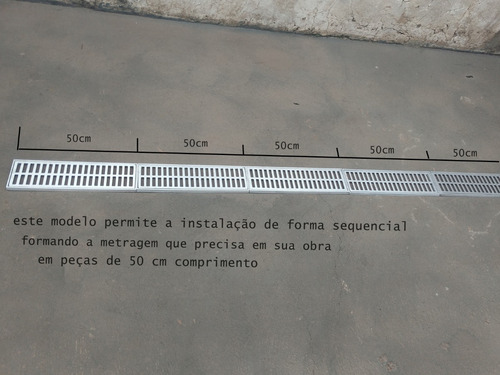 50cm 50cm 50cm 50cm 50cm
este modelo permite a instalação de forma sequencial
formando a metragem que precisa em sua obra
em peças de 50 cm comprimento